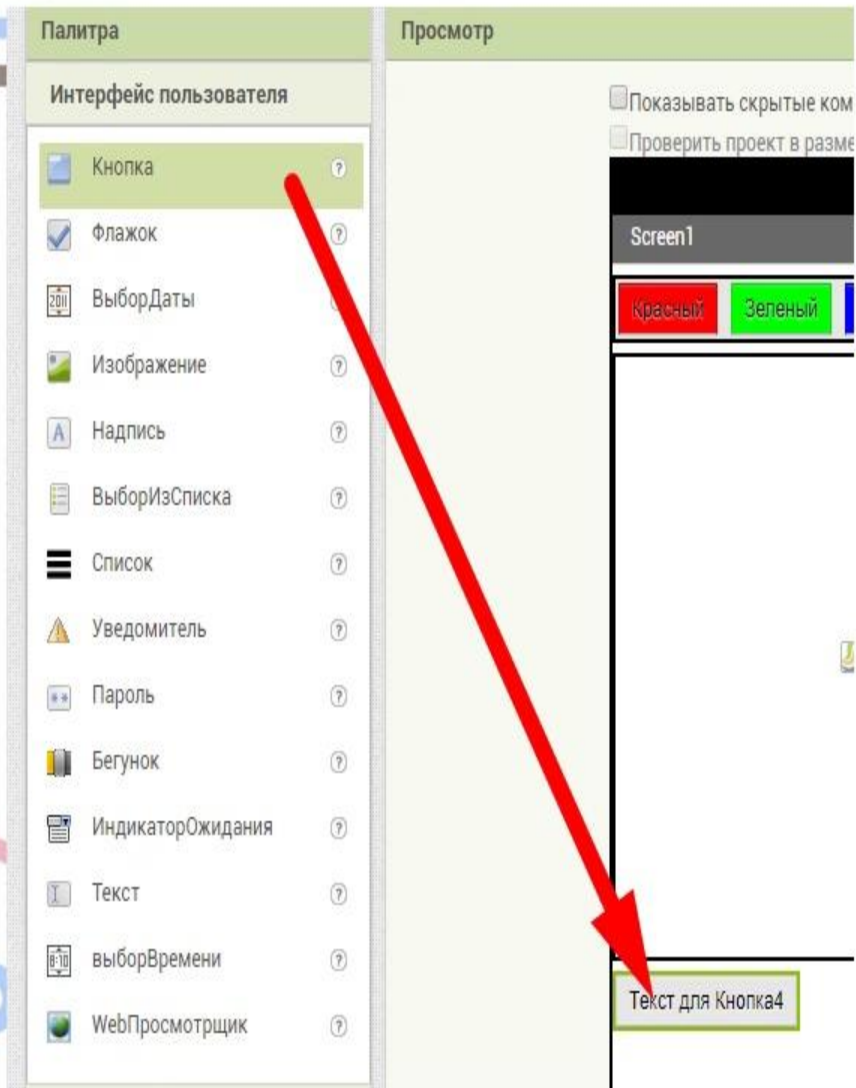 Палитра
Интерфейс пользователя
Кнопка
Флажок
ВыборДаты
Изображение
Надпись
ВыборИзСписка
Список
Уведомитель
Пароль
Бегунок
ИндикаторОжидания
Текст
выборВремени
WebПросмотрщик
Просмотр
Показывать скрытые ком
Проверить проект в разме
Screen1
Красный Зеленый
Текст для Кнопка4